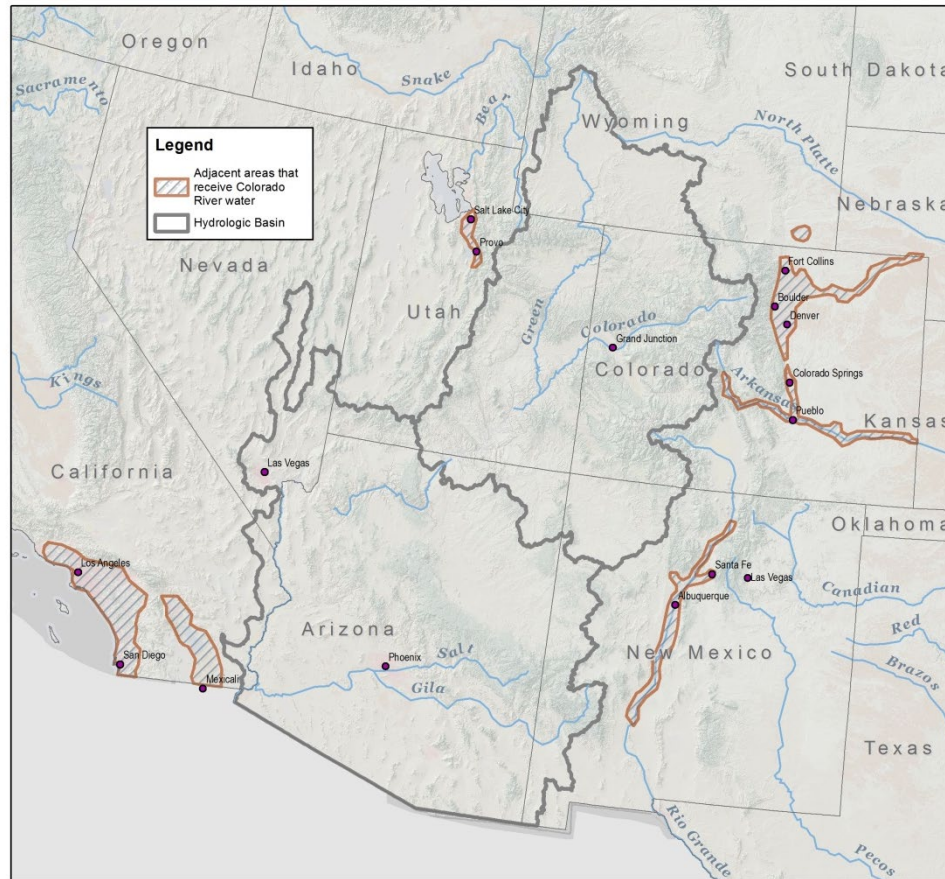 Oregon
Idaho
South Dakota
Snake
Sacramento
Bear
Wyoming
North Platte
Legend
Adjacent areas that
receive Colorado
River water
Hydrologic Basin
Nebraska
Salt Lake City
Provo
Nevada
Fort Collins
Utah
Green
Boulder
Denver
Colorado
Grand Junction
Colorado
Colorado Springs
Kings
Arkansas
Pueblo
Kansas
California
Las Vegas
Oklahoma
Los Angeles
Santa Fe
Las Vegas
Canadian
Albuquerque
Red
Arizona
New Mexico
Brazos
San Diego
Phoenix
Salt
Mexicali
Gila
Texas
Rio Grande
Pecos